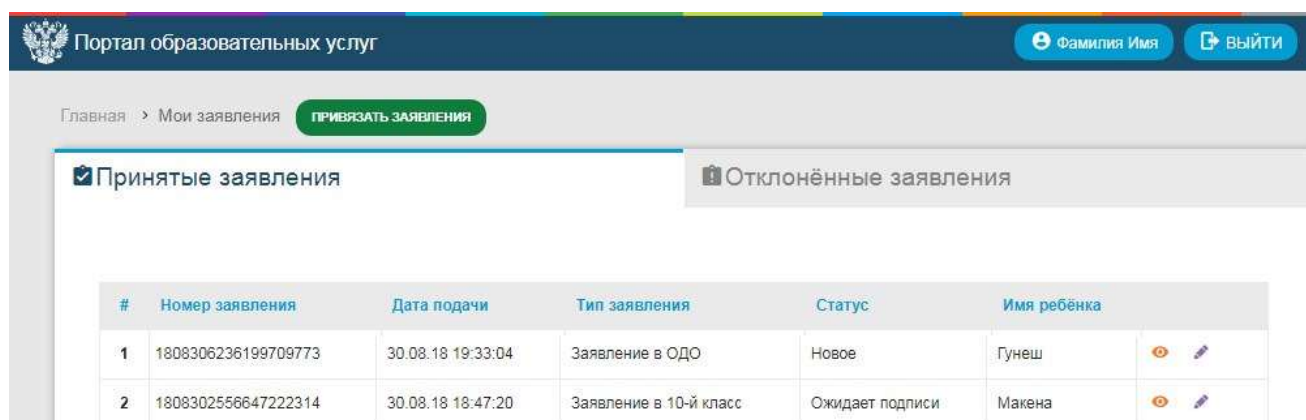 Портал образовательных услуг
Фамилия Имя
ВЫЙТИ
Главная > Мои заявления
ПРИВЯЗАТЬ ЗАЯВЛЕНИЯ
Принятые заявления
Отклонённые заявления
# Номер заявления Дата подачи Тип заявления Статус Имя ребёнка
1 1808306236199709773 30.08.18 19:33:04 Заявление в ОДО Новое Гунеш
2 1808302556647222314 30.08.18 18:47:20 Заявление в 10-й класс Ожидает подписи Макена